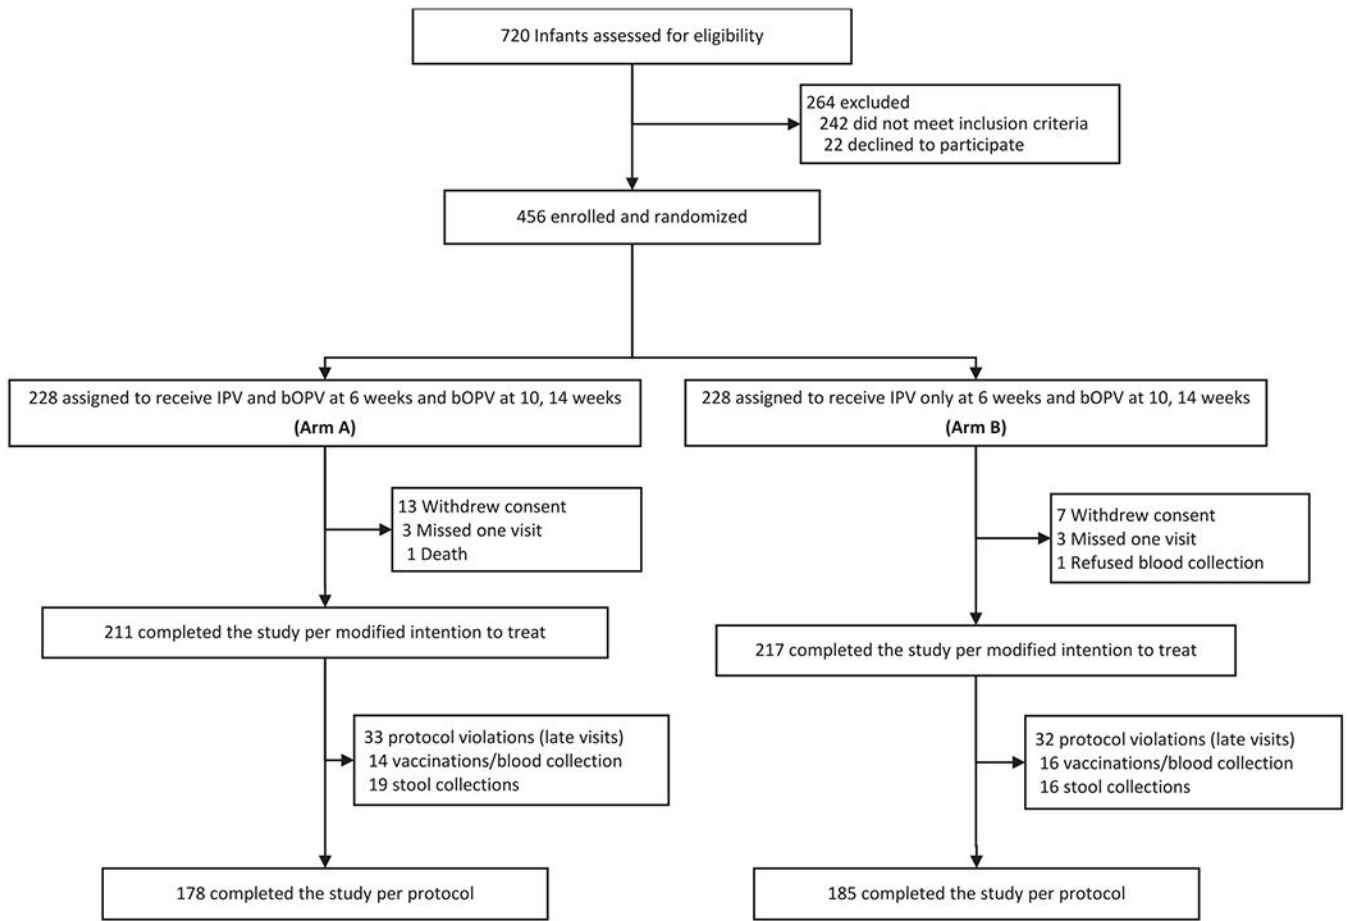 720 Infants assessed for eligibility
264 excluded
242 did not meet inclusion criteria
22 declined to participate
456 enrolled and randomized
228 assigned to receive IPV and bOPV at 6 weeks and bOPV at 10, 14 weeks
(Arm A)
228 assigned to receive IPV only at 6 weeks and bOPV at 10, 14 weeks
(Arm B)
13 Withdrew consent
3 Missed one visit
1 Death
7 Withdrew consent
3 Missed one visit
1 Refused blood collection
211 completed the study per modified intention to treat
217 completed the study per modified intention to treat
33 protocol violations (late visits)
14 vaccinations/blood collection
19 stool collections
32 protocol violations (late visits)
16 vaccinations/blood collection
16 stool collections
178 completed the study per protocol
185 completed the study per protocol